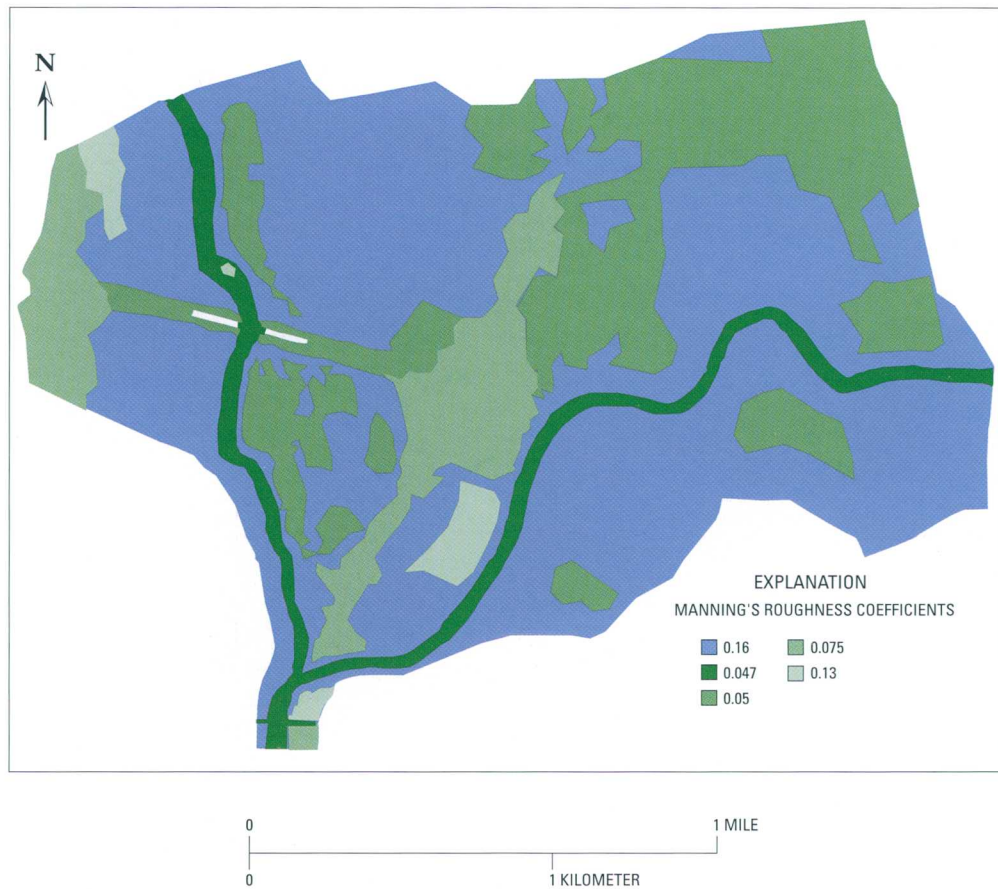 N
EXPLANATION
MANNING'S ROUGHNESS COEFFICIENTS
0.16 0.075
0.047 0.13
0.05
0 1 MILE
0 1 KILOMETER